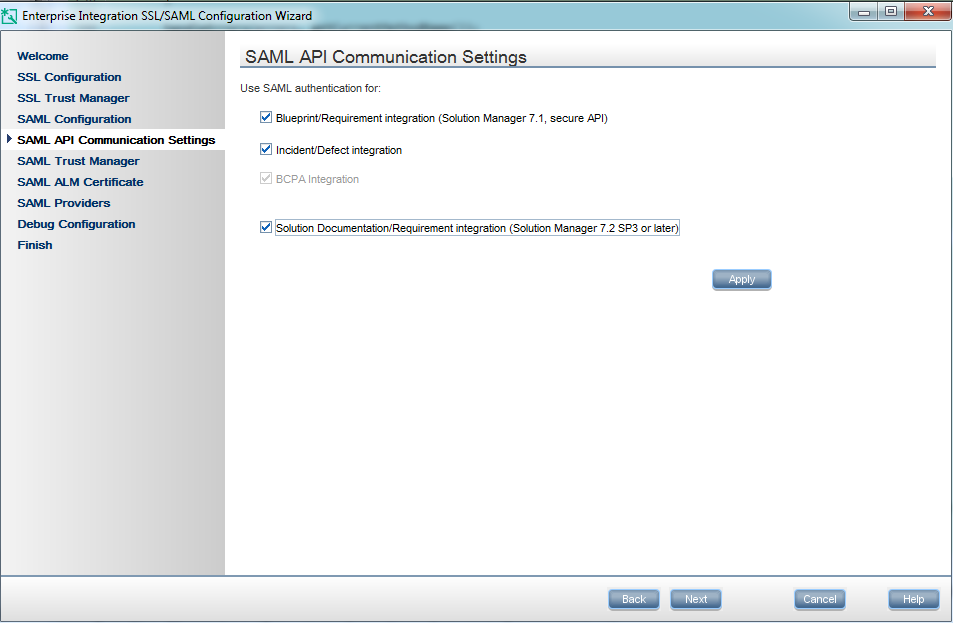 Enterprise Integration SSL/SAML Configuration Wizard
Welcome
SSL Configuration
SSL Trust Manager
SAML Configuration
SAML API Communication Settings
SAML Trust Manager
SAML ALM Certificate
SAML Providers
Debug Configuration
Finish
SAML API Communication Settings
Use SAML authentication for:
Blueprint/Requirement integration (Solution Manager 7.1, secure API)
Incident/Defect integration
BCPA Integration
Solution Documentation/Requirement integration (Solution Manager 7.2 SP3 or later)
Apply
Back
Next
Cancel
Help